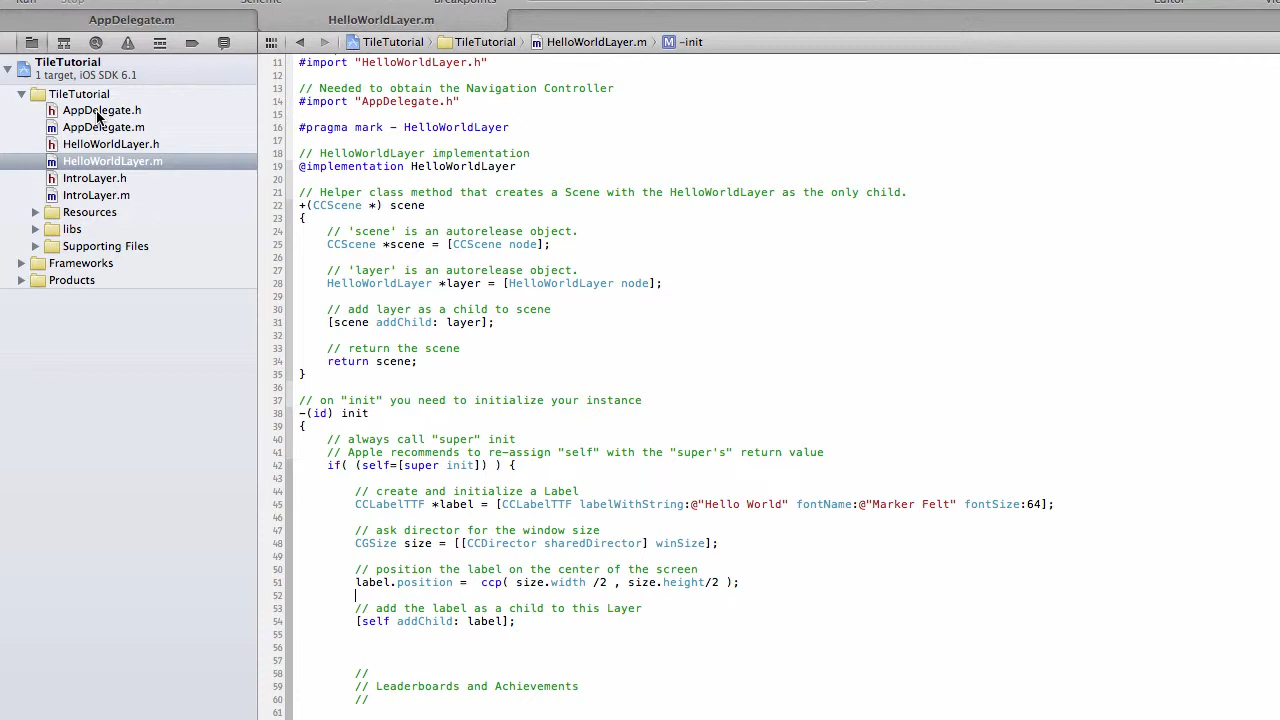 Run Stop Scheme Breakpoints Editor
AppDelegate.m HelloWorldLayer.m
TileTutorial TileTutorial HelloWorldLayer.m -init
TileTutorial
1 target, iOS SDK 6.1
TileTutorial
AppDelegate.h
AppDelegate.m
HelloWorldLayer.h
HelloWorldLayer.m
IntroLayer.h
IntroLayer.m
Resources
libs
Supporting Files
Frameworks
Products
11 #import "HelloWorldLayer.h"
12
13 // Needed to obtain the Navigation Controller
14 #import "AppDelegate.h"
15
16 #pragma mark - HelloWorldLayer
17
18 // HelloWorldLayer implementation
19 @implementation HelloWorldLayer
20
21 // Helper class method that creates a Scene with the HelloWorldLayer as the only child.
22 +(CCScene *) scene
23 {
24 // 'scene' is an autorelease object.
25 CCScene *scene = [CCScene node];
26
27 // 'layer' is an autorelease object.
28 HelloWorldLayer *layer = [HelloWorldLayer node];
29
30 // add layer as a child to scene
31 [scene addChild: layer];
32
33 // return the scene
34 return scene;
35 }
36
37 // on "init" you need to initialize your instance
38 -(id) init
39 {
40 // always call "super" init
41 // Apple recommends to re-assign "self" with the "super's" return value
42 if( (self=[super init]) ) {
43
44 // create and initialize a Label
45 CCLabelTTF *label = [CCLabelTTF labelWithString:@"Hello World" fontName:@"Marker Felt" fontSize:64];
46
47 // ask director for the window size
48 CGSize size = [[CCDirector sharedDirector] winSize];
49
50 // position the label on the center of the screen
51 label.position = ccp( size.width /2 , size.height/2 );
52
53 // add the label as a child to this Layer
54 [self addChild: label];
55
56
57
58 //
59 // Leaderboards and Achievements
60 //
61